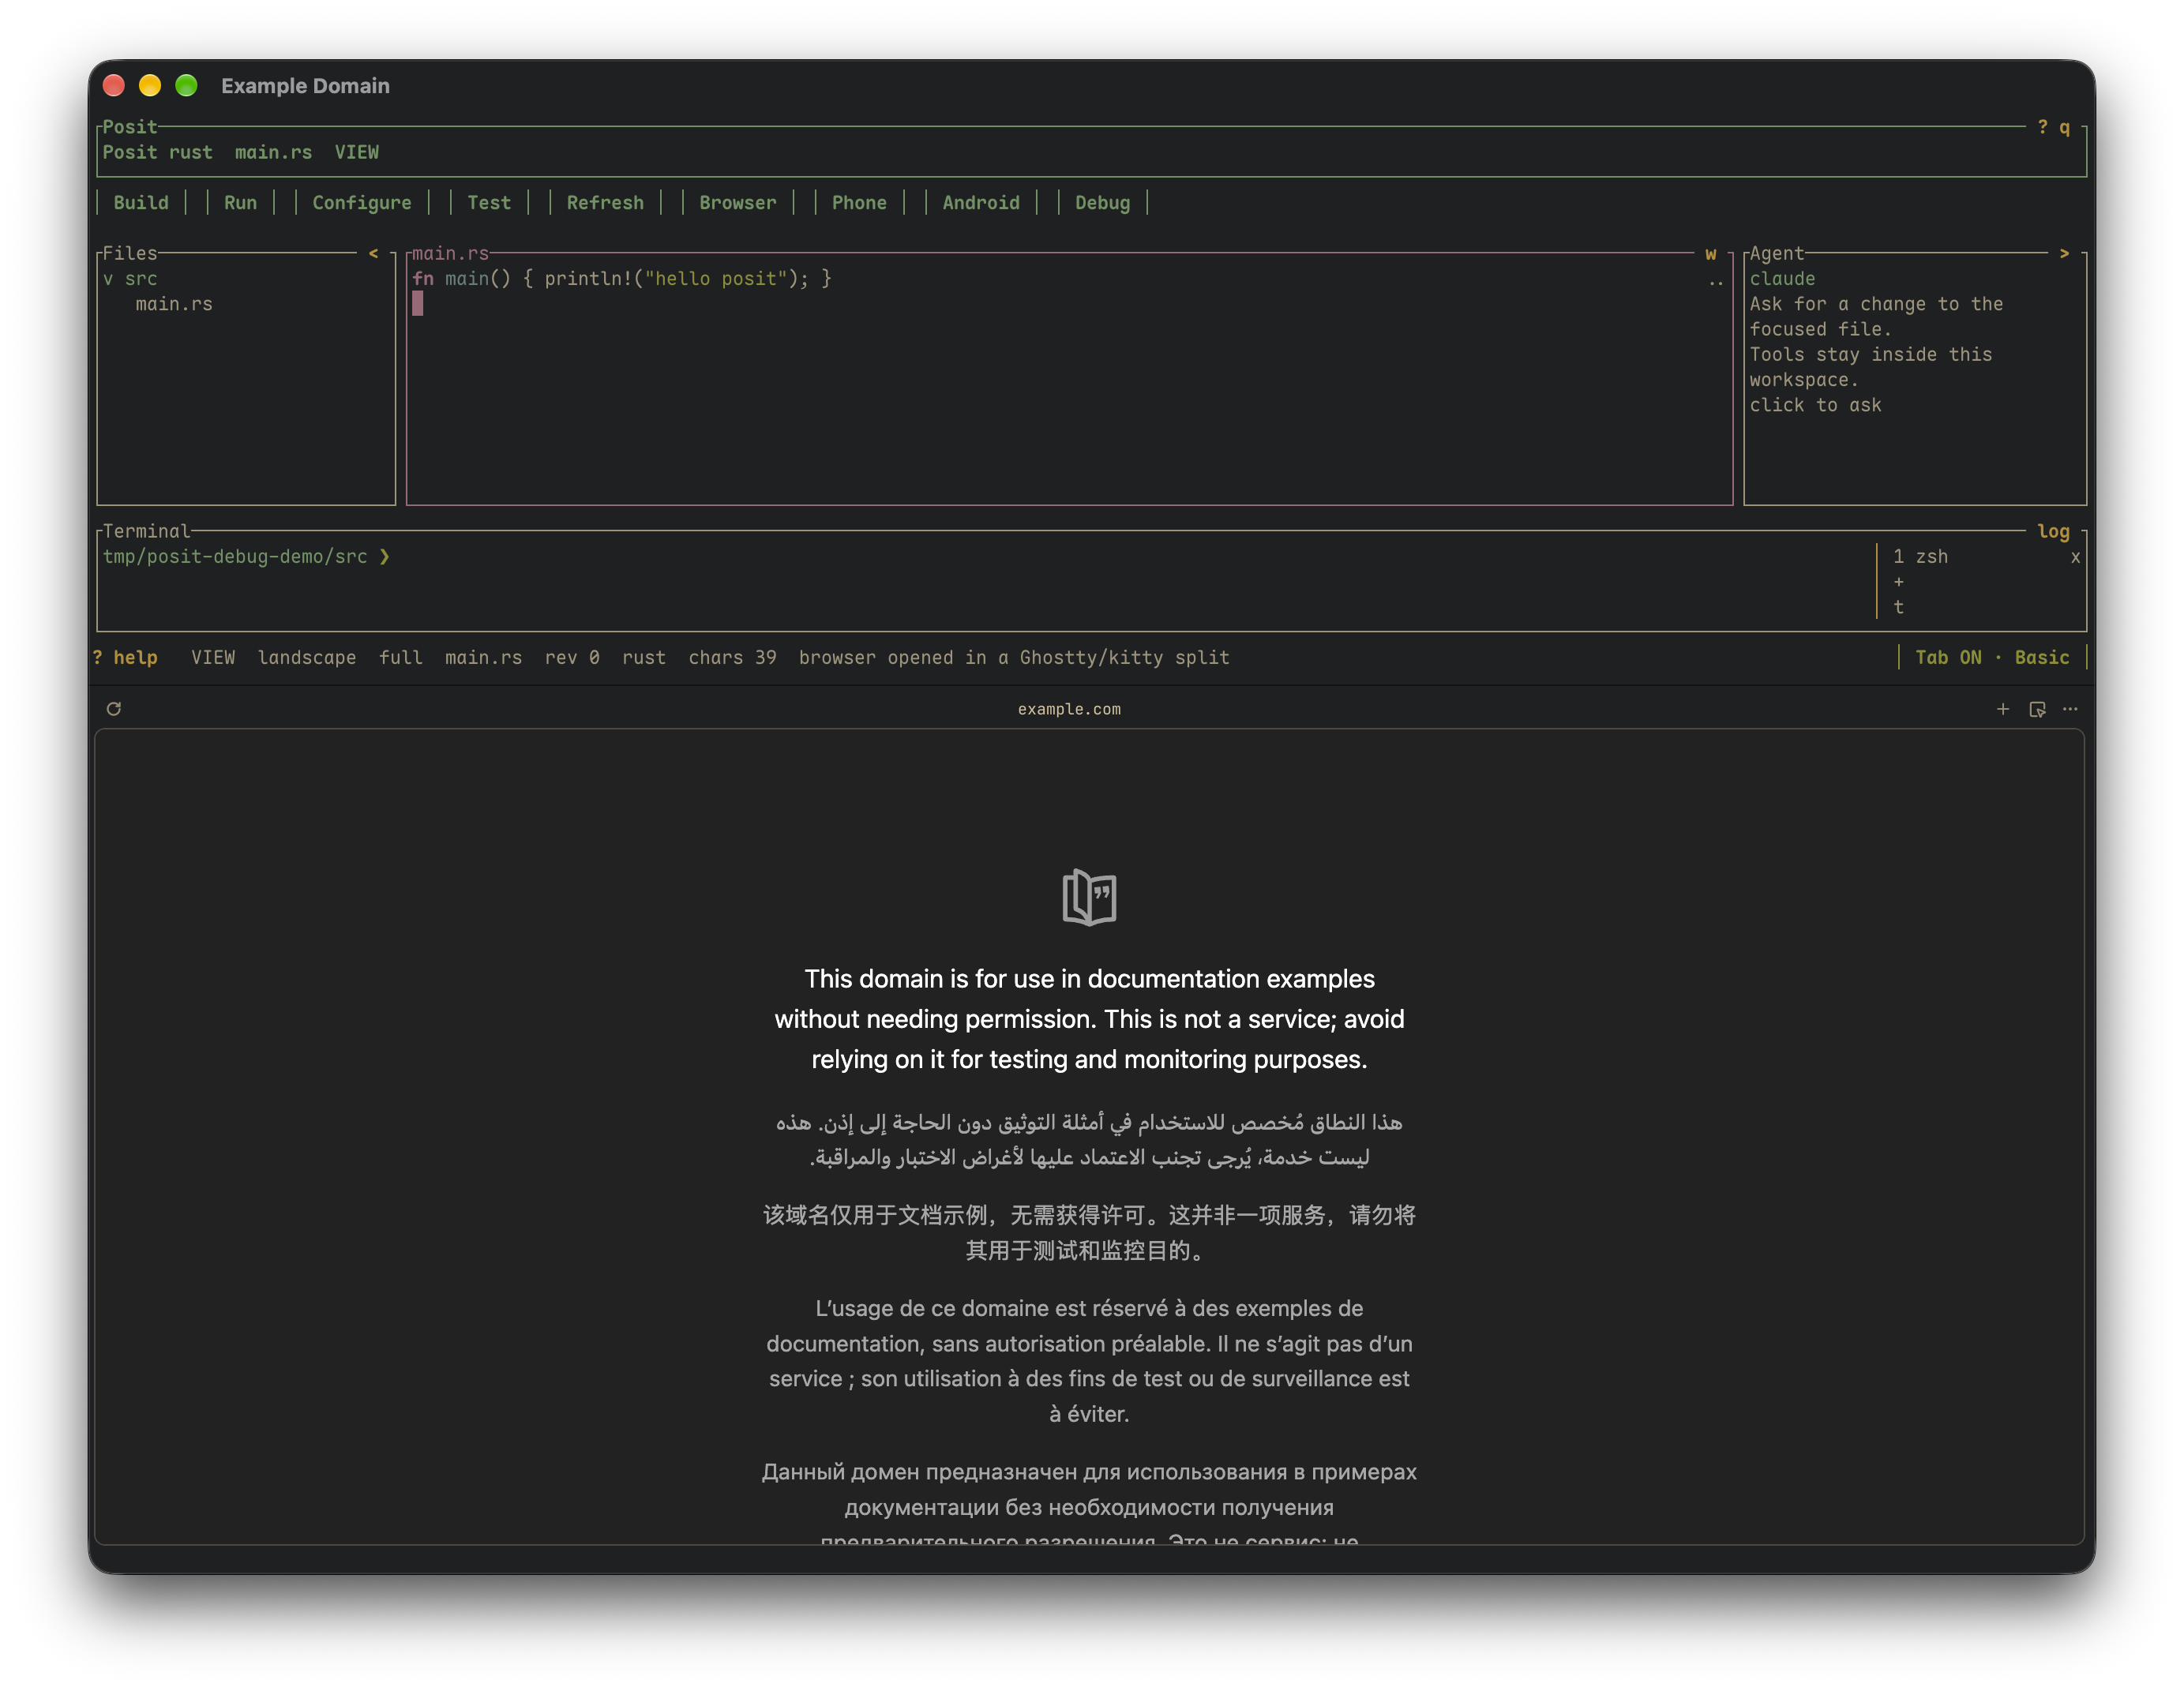 Example Domain
Posit ? q
Posit rust main.rs VIEW
Build Run Configure Test Refresh Browser Phone Android Debug
Files <
v src
main.rs
main.rs w
fn main() { println!("hello posit"); } ..
Agent >
claude
Ask for a change to the
focused file.
Tools stay inside this
workspace.
click to ask
Terminal log
tmp/posit-debug-demo/src ❯
1 zsh x
+
t
? help VIEW landscape full main.rs rev 0 rust chars 39 browser opened in a Ghostty/kitty split Tab ON · Basic
example.com
This domain is for use in documentation examples
without needing permission. This is not a service; avoid
relying on it for testing and monitoring purposes.
هذا النطاق مُخصص للاستخدام في أمثلة التوثيق دون الحاجة إلى إذن. هذه
ليست خدمة، يُرجى تجنب الاعتماد عليها لأغراض الاختبار والمراقبة.
该域名仅用于文档示例，无需获得许可。这并非一项服务，请勿将
其用于测试和监控目的。
L’usage de ce domaine est réservé à des exemples de
documentation, sans autorisation préalable. Il ne s’agit pas d’un
service ; son utilisation à des fins de test ou de surveillance est
à éviter.
Данный домен предназначен для использования в примерах
документации без необходимости получения
предварительного разрешения. Это не сервис; не